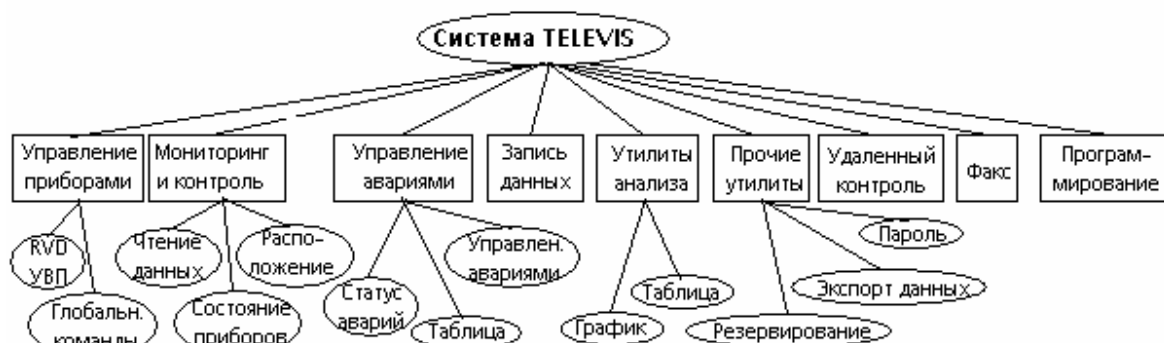 Система TELEVIS
Управление
приборами
Мониторинг
и контроль
Управление
авариями
Запись
данных
Утилиты
анализа
Прочие
утилиты
Удаленный
контроль
Факс
Програм-
мирование
RVD
УВП
Глобальн.
команды
Чтение
данных
Состояние
приборов
Распо-
ложение
Статус
аварий
Таблица
Управлен.
авариями
График
Таблица
Резервирование
Экспорт данных
Пароль